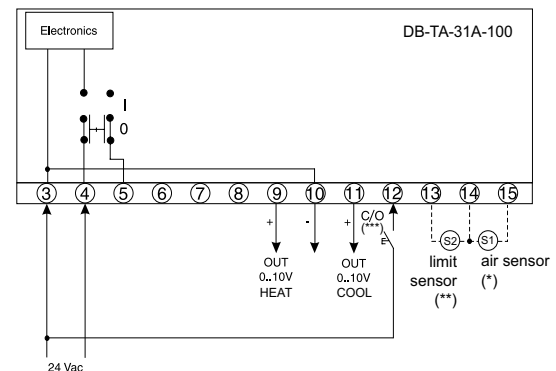 Electronics
DB-TA-31A-100
I
0
3 4 5 6 7 8 9 10 11 12 13 14 15
+ - + C/O
(***)
E
S2 S1
OUT
0..10V
HEAT
OUT
0..10V
COOL
limit
sensor
(**)
air sensor
(*)
24 Vac